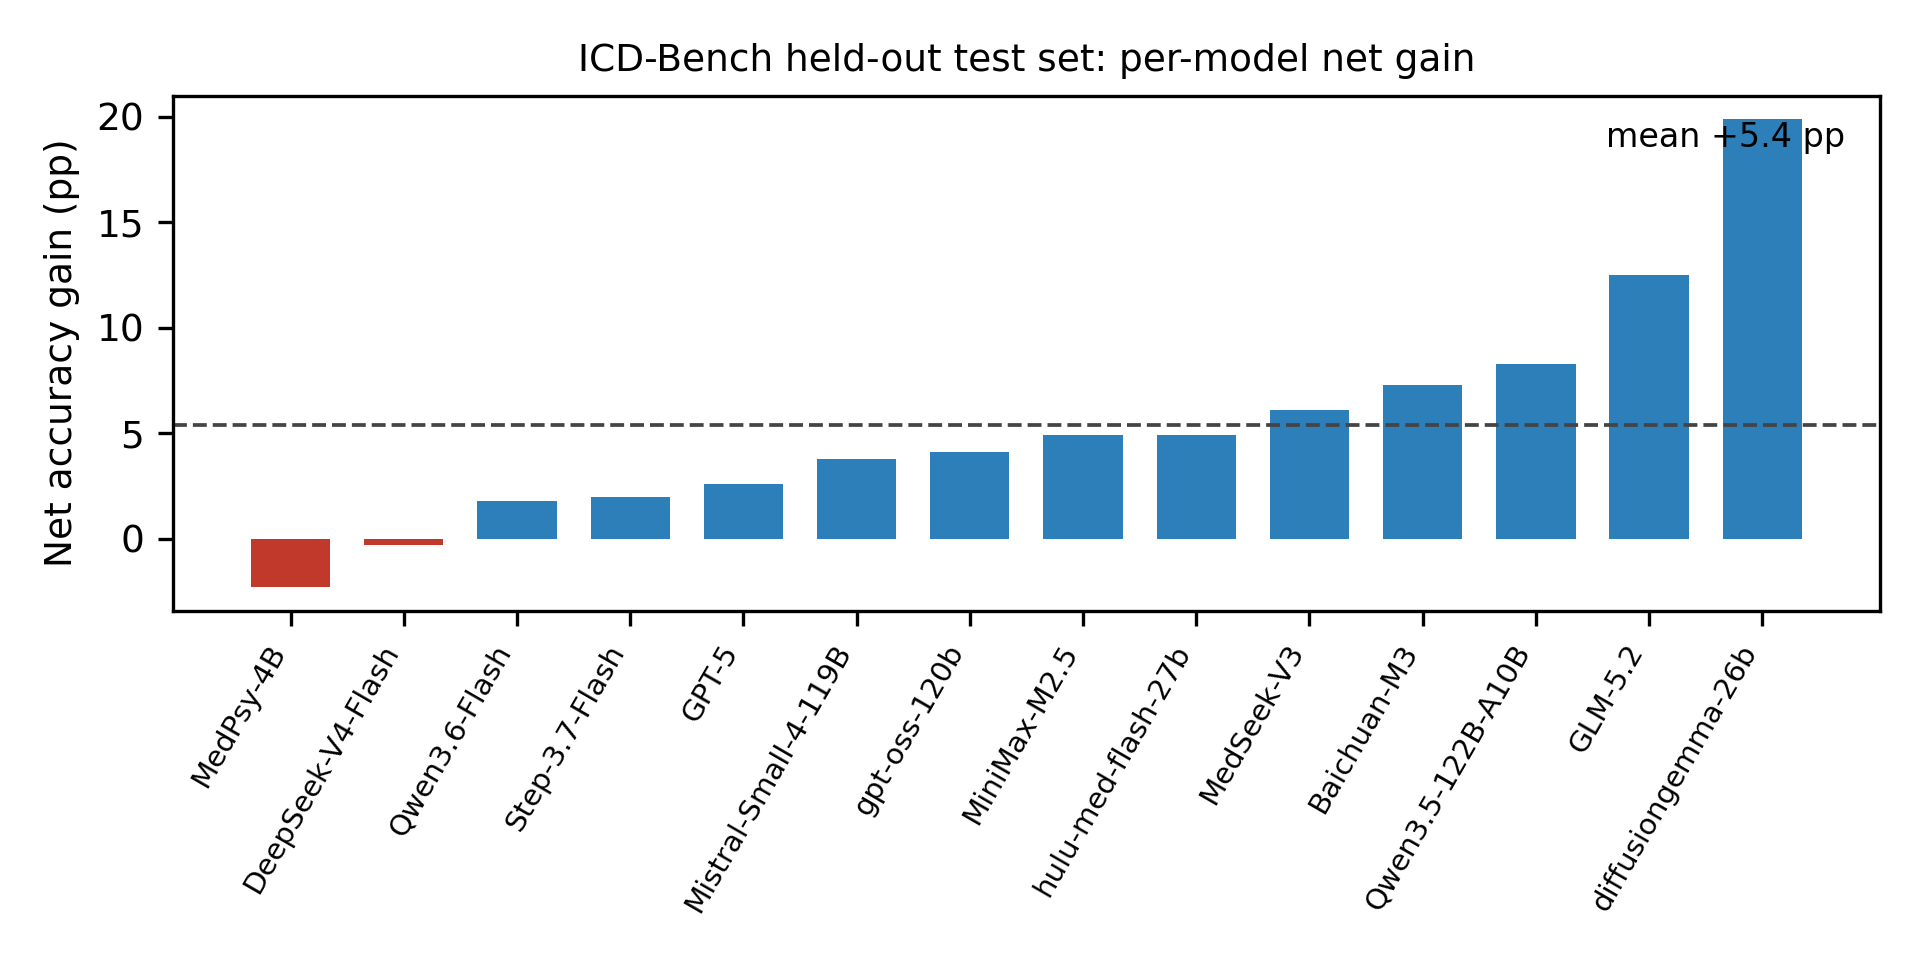 ICD-Bench held-out test set: per-model net gain
Net accuracy gain (pp)
20
15
10
5
0
mean +5.4 pp
MedPsy-4B
DeepSeek-V4-Flash
Qwen3.6-Flash
Step-3.7-Flash
GPT-5
Mistral-Small-4-119B
gpt-oss-120b
MiniMax-M2.5
hulu-med-flash-27b
MedSeek-V3
Baichuan-M3
Qwen3.5-122B-A10B
GLM-5.2
diffusiongemma-26b